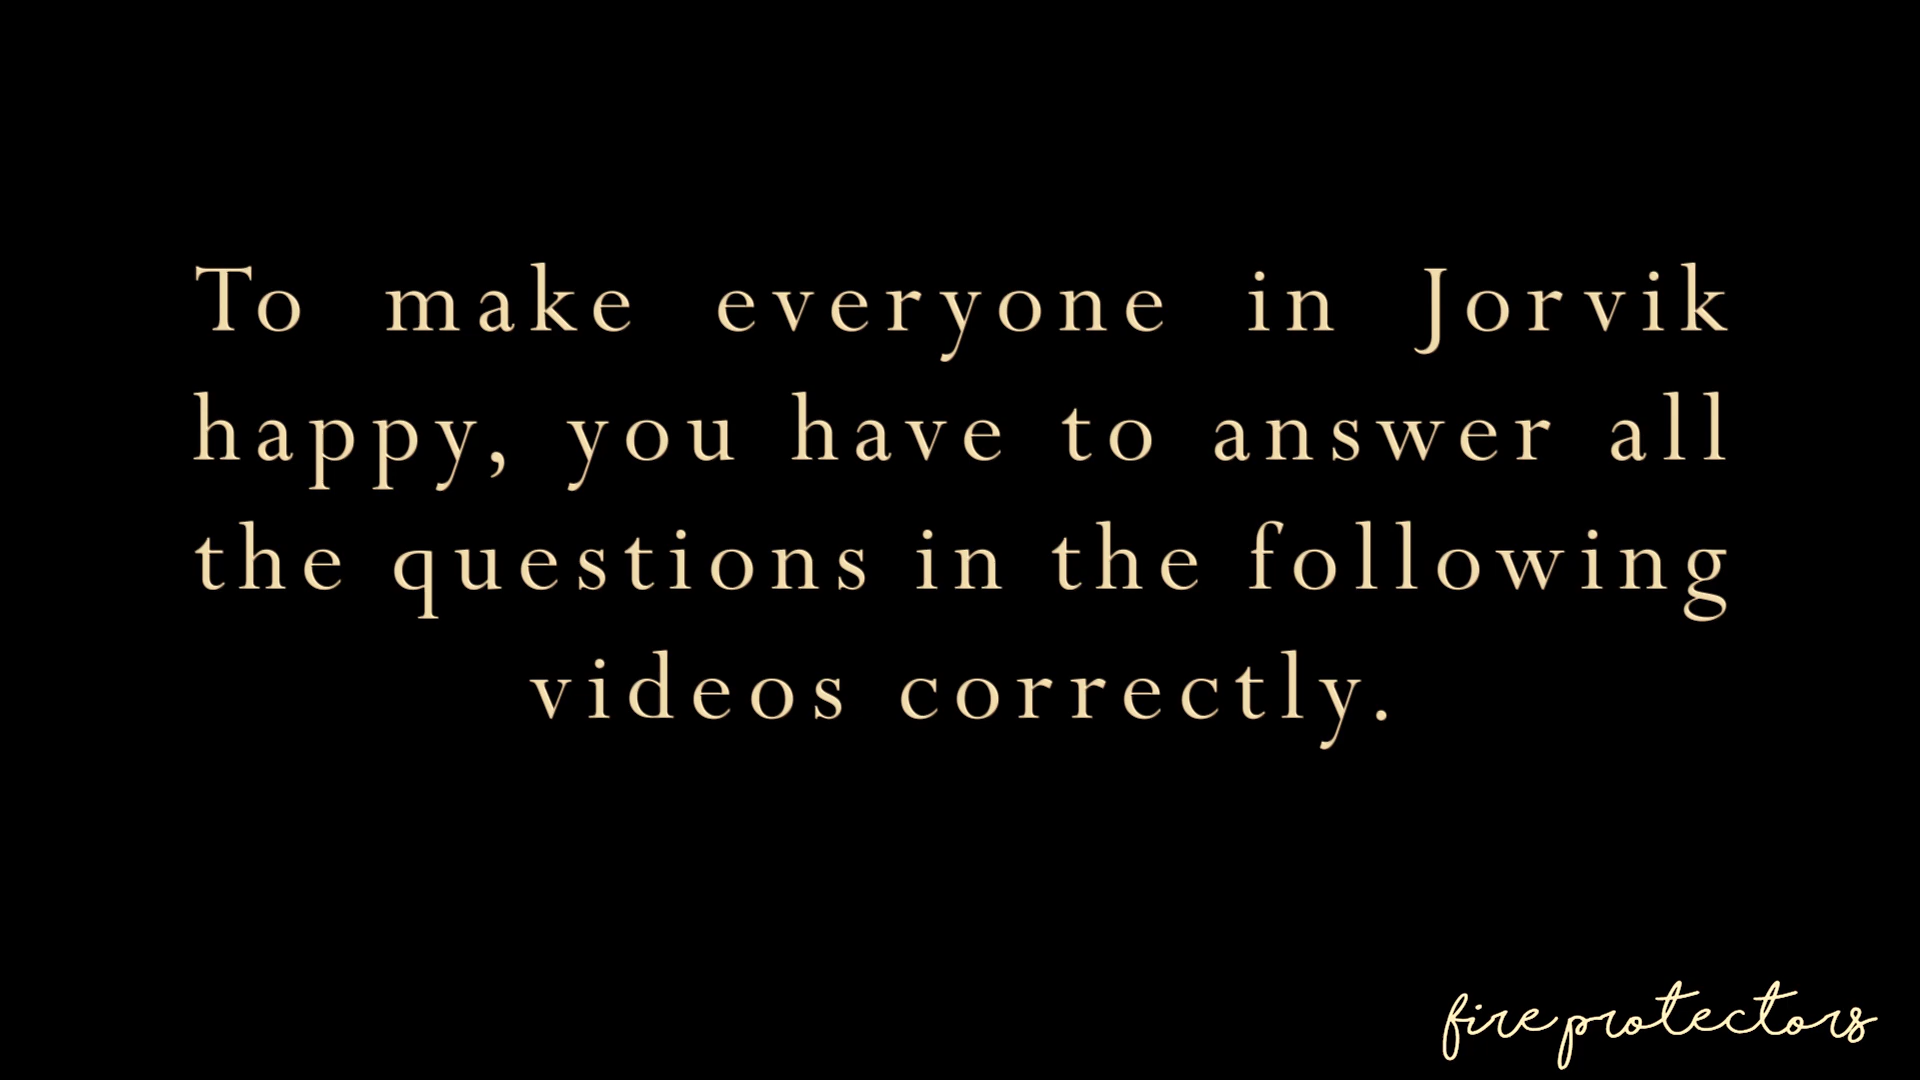 To make everyone in Jorvik
happy, you have to answer all
the questions in the following
videos correctly.
fire protectors